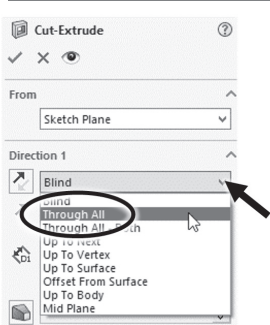 Cut-Extrude
From
Sketch Plane
Direction 1
Blind
Blind
Through All
Through All - Both
Up To Next
Up To Vertex
Up To Surface
Offset From Surface
Up To Body
Mid Plane
D1